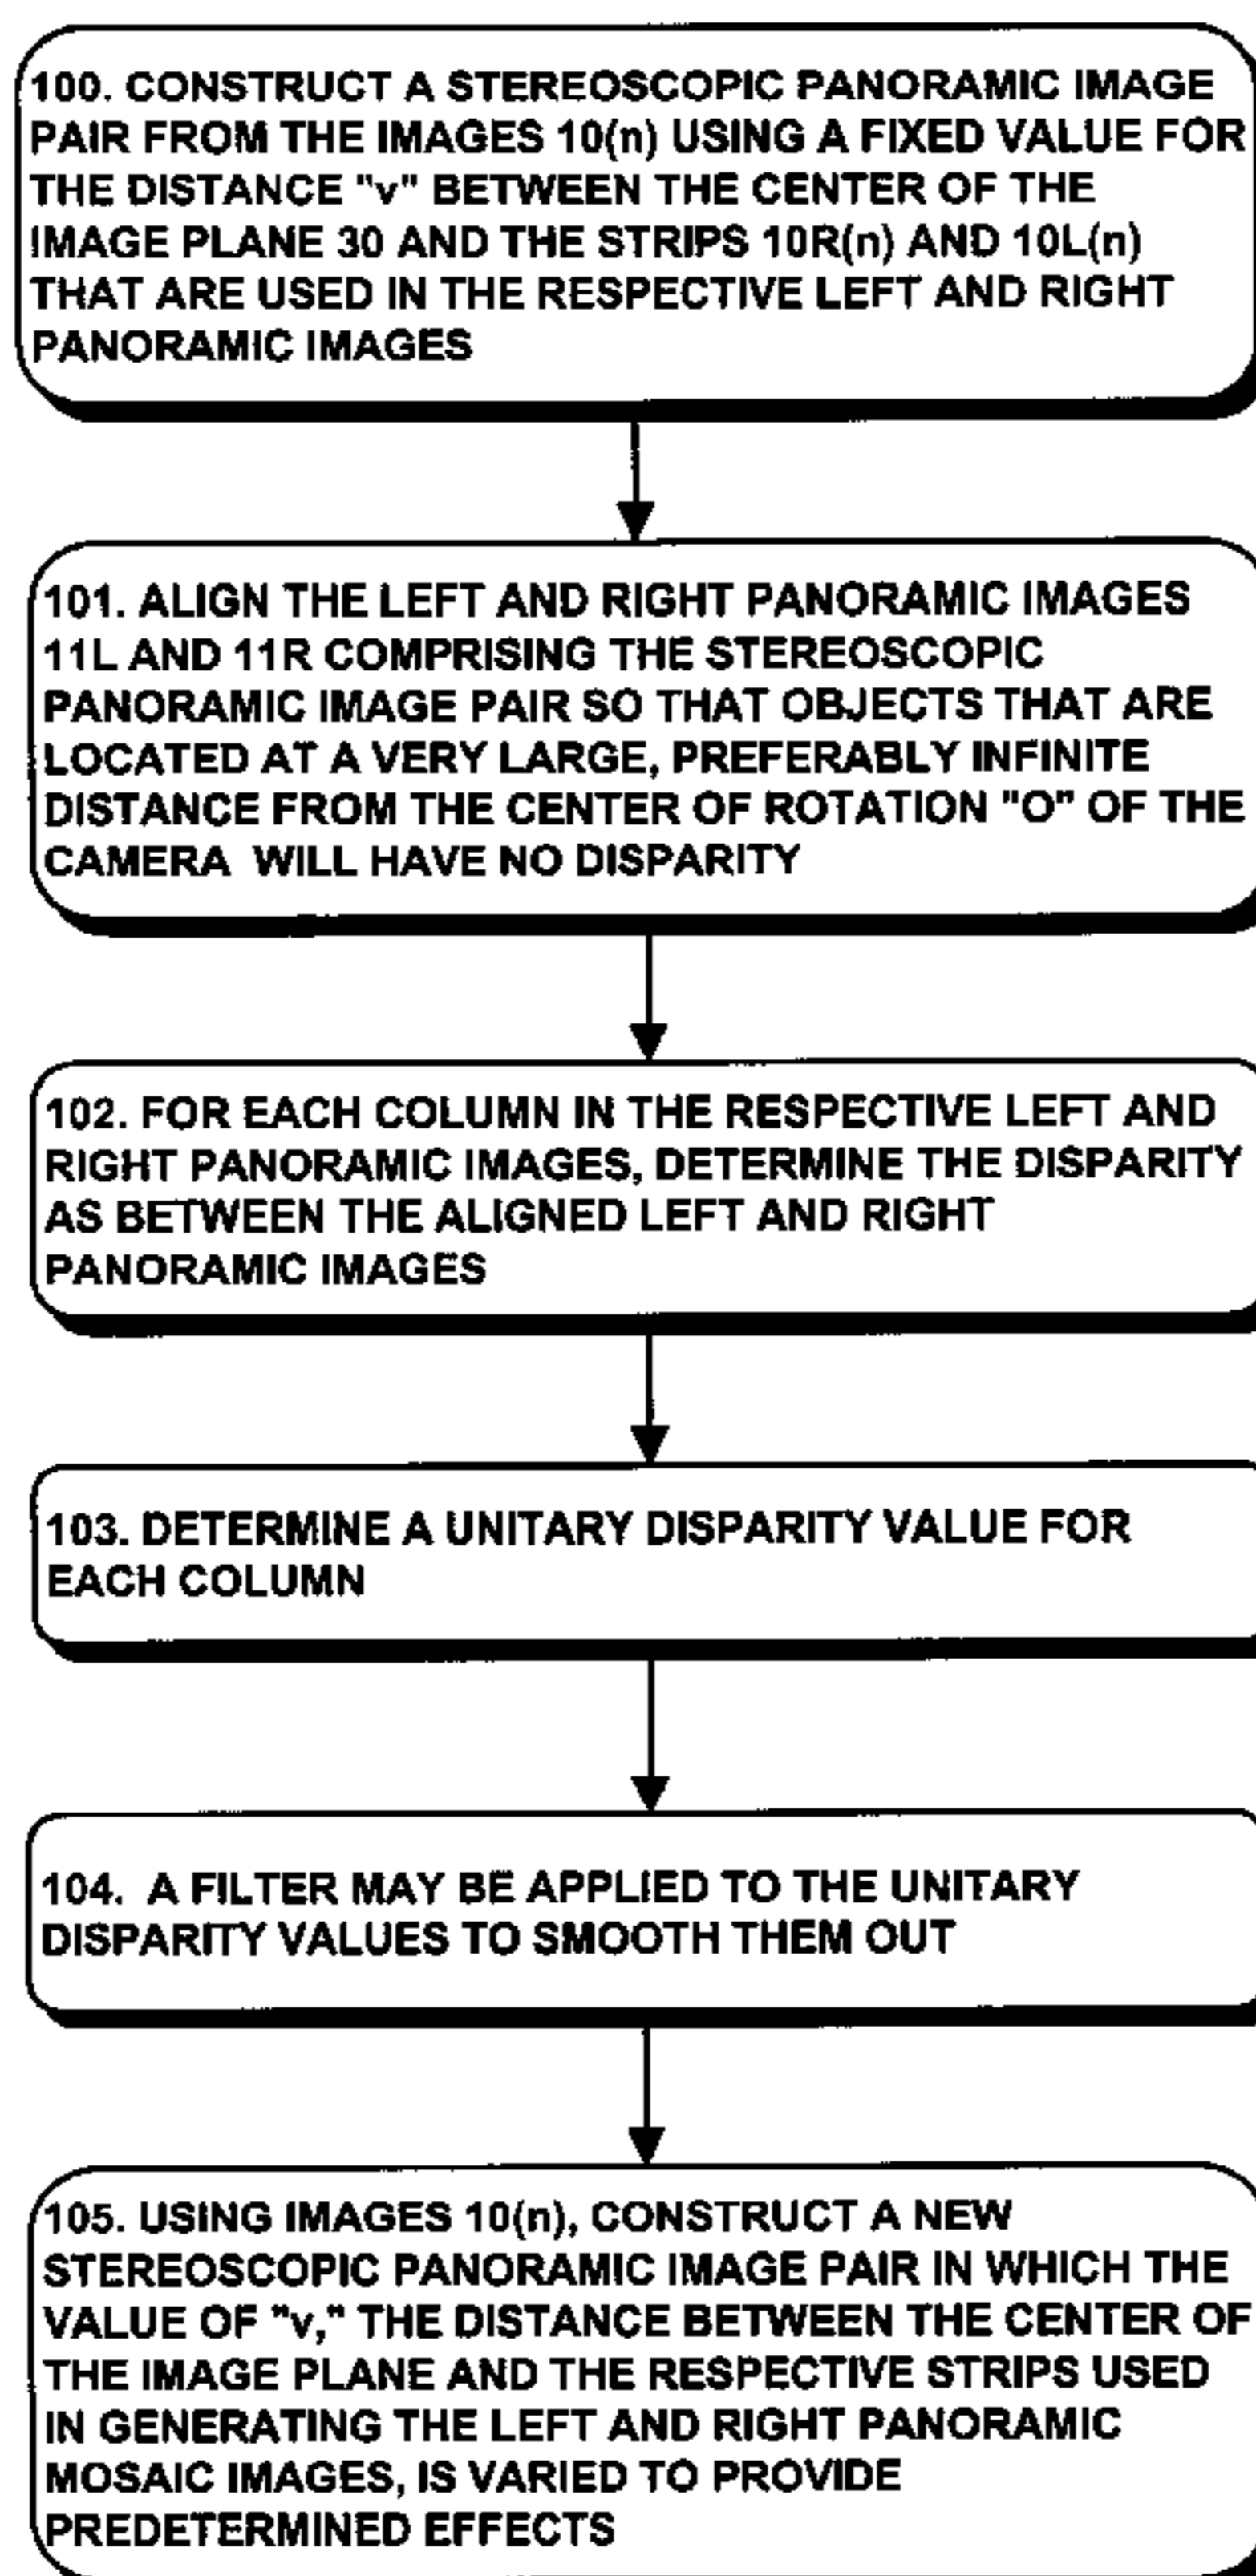 100. CONSTRUCT A STEREOSCOPIC PANORAMIC IMAGE
PAIR FROM THE IMAGES 10(n) USING A FIXED VALUE FOR
THE DISTANCE "v" BETWEEN THE CENTER OF THE
IMAGE PLANE 30 AND THE STRIPS 10R(n) AND 10L(n)
THAT ARE USED IN THE RESPECTIVE LEFT AND RIGHT
PANORAMIC IMAGES
101. ALIGN THE LEFT AND RIGHT PANORAMIC IMAGES
11L AND 11R COMPRISING THE STEREOSCOPIC
PANORAMIC IMAGE PAIR SO THAT OBJECTS THAT ARE
LOCATED AT A VERY LARGE, PREFERABLY INFINITE
DISTANCE FROM THE CENTER OF ROTATION "O" OF THE
CAMERA WILL HAVE NO DISPARITY
102. FOR EACH COLUMN IN THE RESPECTIVE LEFT AND
RIGHT PANORAMIC IMAGES, DETERMINE THE DISPARITY
AS BETWEEN THE ALIGNED LEFT AND RIGHT
PANORAMIC IMAGES
103. DETERMINE A UNITARY DISPARITY VALUE FOR
EACH COLUMN
104. A FILTER MAY BE APPLIED TO THE UNITARY
DISPARITY VALUES TO SMOOTH THEM OUT
105. USING IMAGES 10(n), CONSTRUCT A NEW
STEREOSCOPIC PANORAMIC IMAGE PAIR IN WHICH THE
VALUE OF "v," THE DISTANCE BETWEEN THE CENTER OF
THE IMAGE PLANE AND THE RESPECTIVE STRIPS USED
IN GENERATING THE LEFT AND RIGHT PANORAMIC
MOSAIC IMAGES, IS VARIED TO PROVIDE
PREDETERMINED EFFECTS